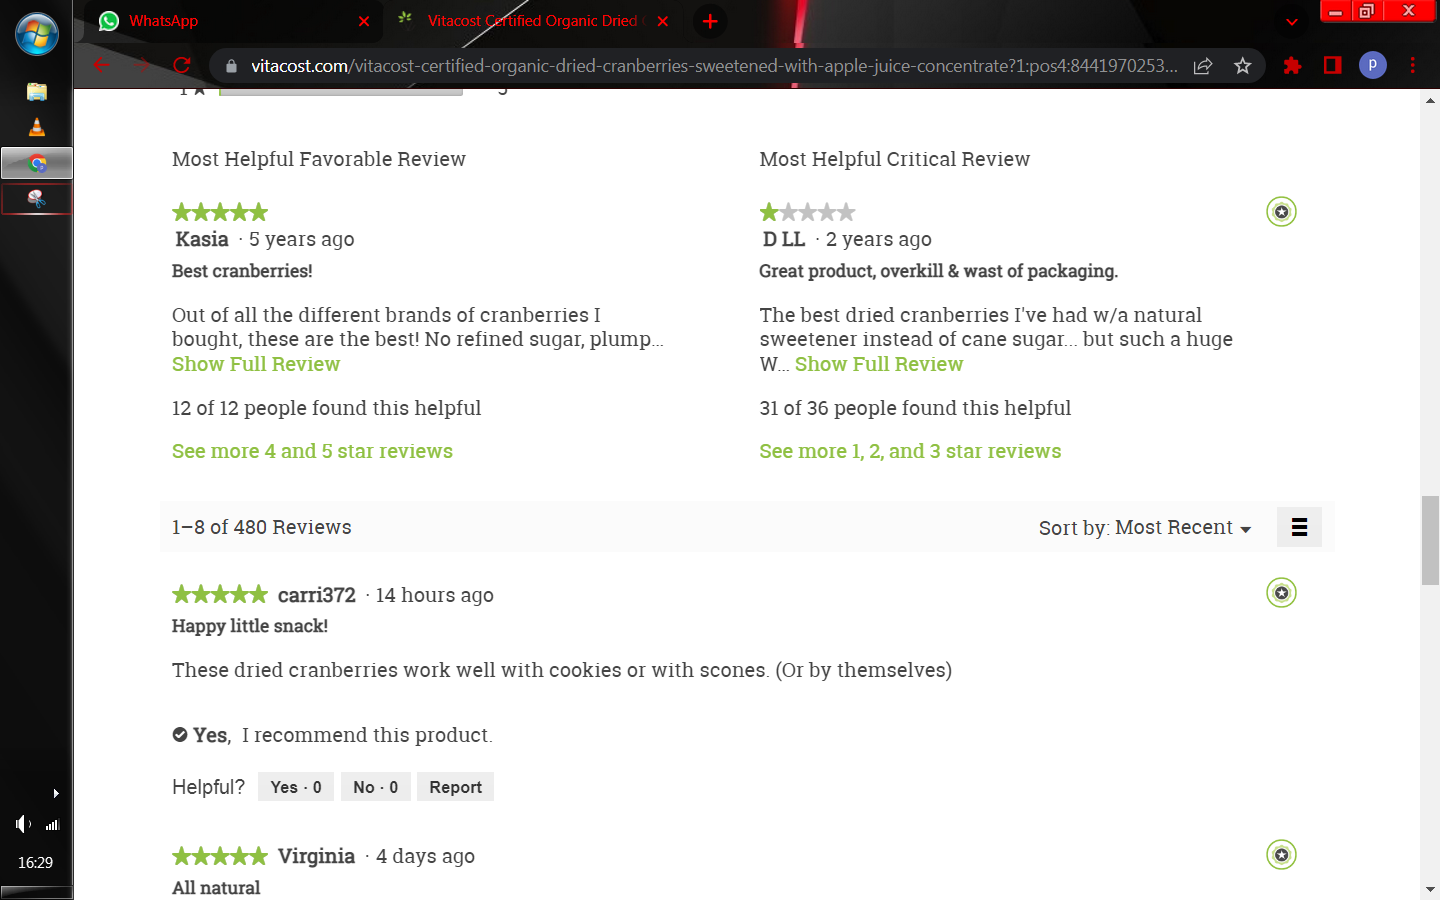 WhatsApp
Vitacost Certified Organic Dried
vitacost.com/vitacost-certified-organic-dried-cranberries-sweetened-with-apple-juice-concentrate?1:pos4:8441970253...
p
Most Helpful Favorable Review
Kasia · 5 years ago
Best cranberries!
Out of all the different brands of cranberries I
bought, these are the best! No refined sugar, plump...
Show Full Review
12 of 12 people found this helpful
See more 4 and 5 star reviews
Most Helpful Critical Review
D LL · 2 years ago
Great product, overkill & wast of packaging.
The best dried cranberries I've had w/a natural
sweetener instead of cane sugar... but such a huge
W... Show Full Review
31 of 36 people found this helpful
See more 1, 2, and 3 star reviews
1–8 of 480 Reviews
Sort by: Most Recent
carri372 · 14 hours ago
Happy little snack!
These dried cranberries work well with cookies or with scones. (Or by themselves)
Yes, I recommend this product.
Helpful? Yes · 0 No · 0 Report
Virginia · 4 days ago
All natural
16:29